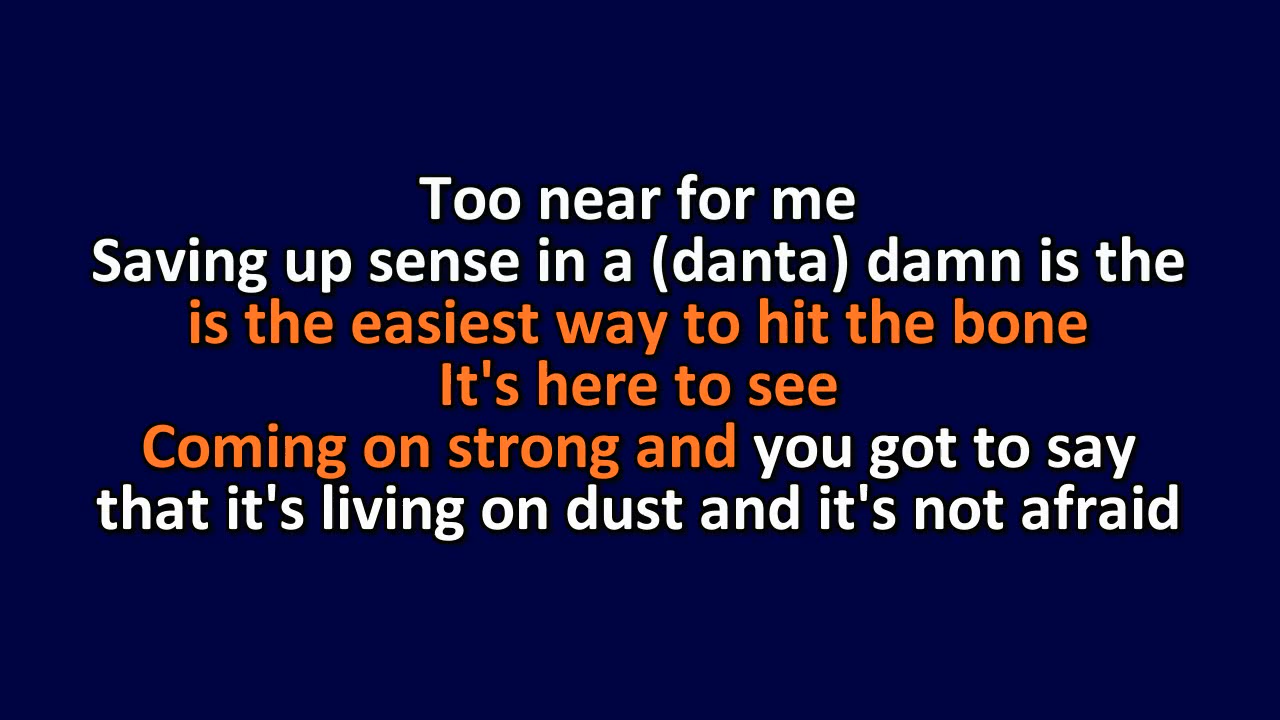 Too near for me
Saving up sense in a (danta) damn is the
is the easiest way to hit the bone
It's here to see
Coming on strong and you got to say
that it's living on dust and it's not afraid